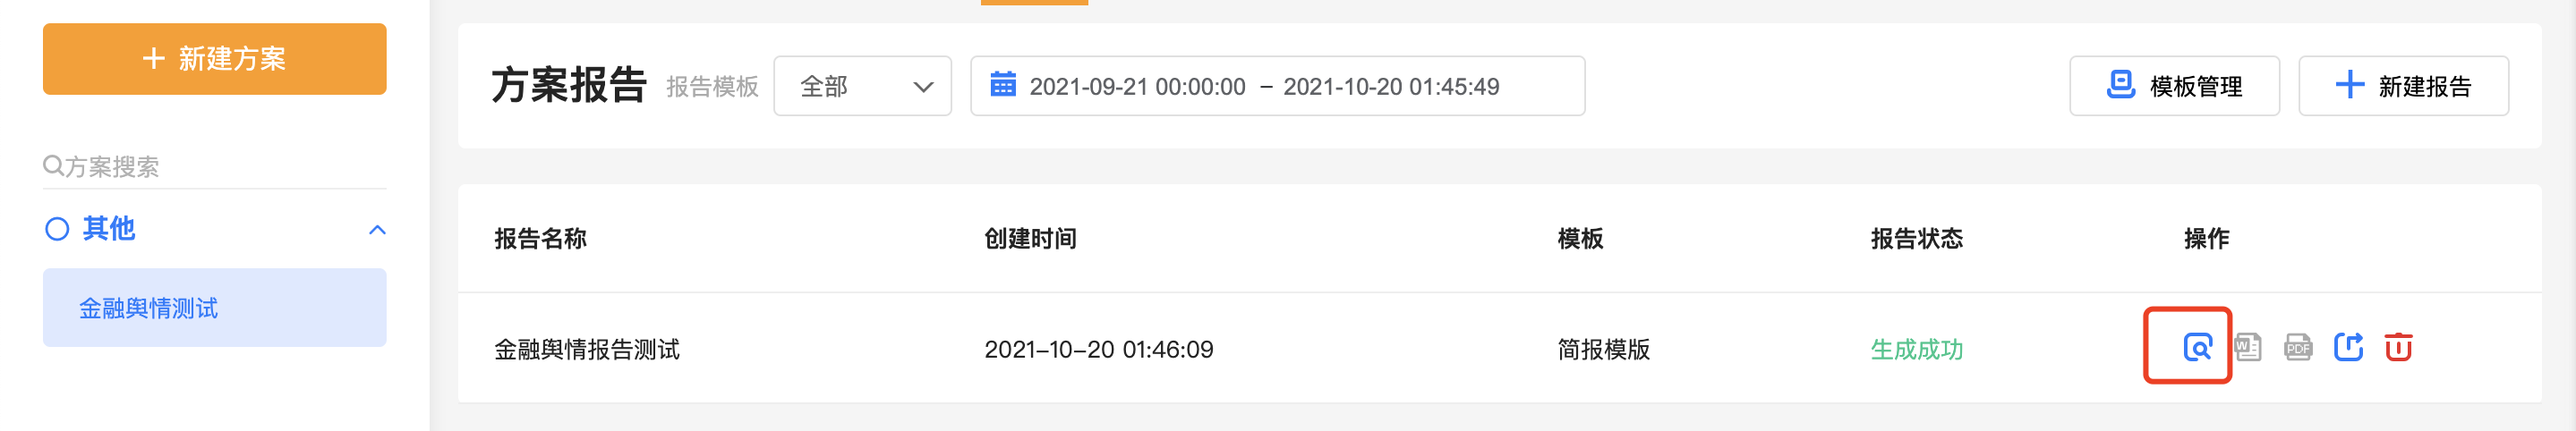 新建方案
方案搜索
其他
金融舆情测试
方案报告 报告模板 全部 2021-09-21 00:00:00 – 2021-10-20 01:45:49 模板管理 新建报告
报告名称 创建时间 模板 报告状态 操作
金融舆情报告测试 2021-10-20 01:46:09 简报模版 生成成功 W PDF